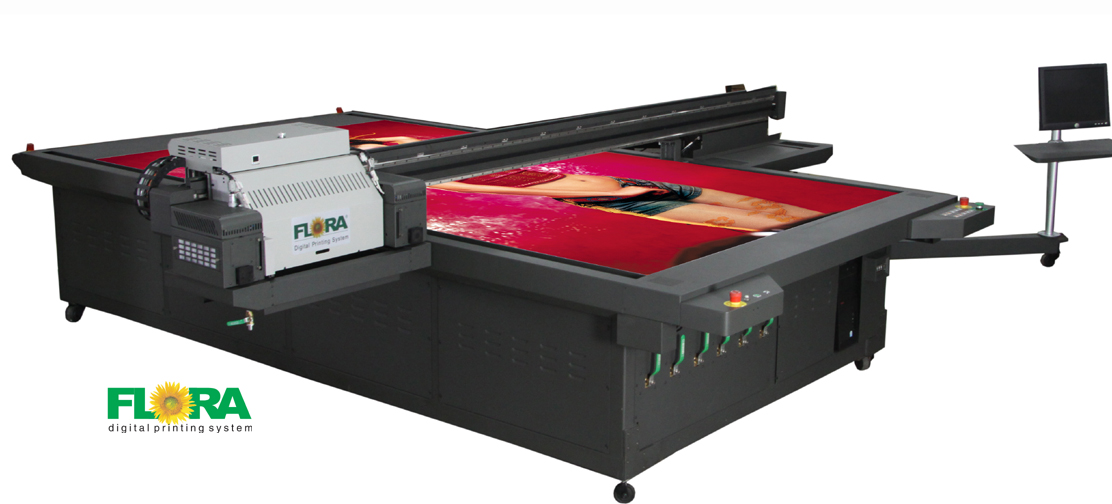 FLORA
Digital Printing System
FLORA
digital printing system